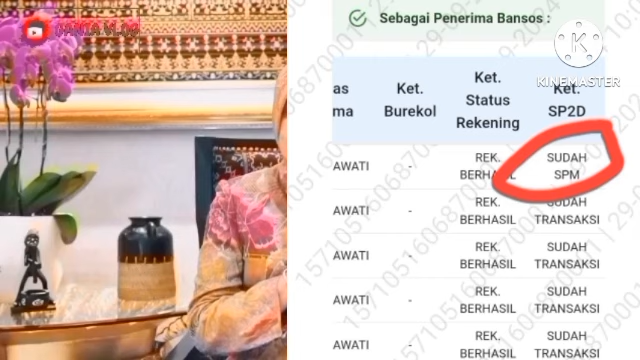 DANTA VLOG
Sebagai Penerima Bansos :
KINEMASTER
as
ma
Ket.
Burekol
Ket.
Status
Rekening
Ket.
SP2D
AWATI
-
REK.
BERHASIL
SUDAH
SPM
AWATI
-
REK.
BERHASIL
SUDAH
TRANSAKSI
AWATI
-
REK.
BERHASIL
SUDAH
TRANSAKSI
AWATI
-
REK.
BERHASIL
SUDAH
TRANSAKSI
AWATI
-
REK.
BERHASIL
SUDAH
TRANSAKSI